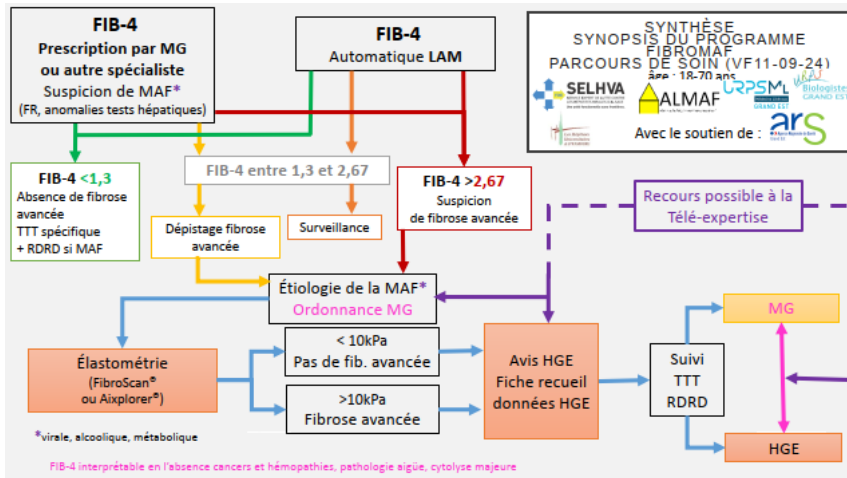 FIB-4
Prescription par MG
ou autre spécialiste
Suspicion de MAF*
(FR, anomalies tests hépatiques)
FIB-4
Automatique LAM
SYNTHÈSE
SYNOPSIS DU PROGRAMME
FIBROMAF
PARCOURS DE SOIN (VF11-09-24)
âge : 18-70 ans
SELHVA
ALMAF
URPS ML
GRAND EST
URPS
Biologistes
GRAND EST
Avec le soutien de :
ars
FIB-4 <1,3
Absence de fibrose
avancée
TTT spécifique
+ RDRD si MAF
FIB-4 entre 1,3 et 2,67
Dépistage fibrose
avancée
Surveillance
FIB-4 >2,67
Suspicion
de fibrose avancée
Recours possible à la
Télé-expertise
Étiologie de la MAF*
Ordonnance MG
Élastométrie
(FibroScan®
ou Aixplorer®)
< 10kPa
Pas de fib. avancée
>10kPa
Fibrose avancée
Avis HGE
Fiche recueil
données HGE
Suivi
TTT
RDRD
MG
HGE
*virale, alcoolique, métabolique
FIB-4 interprétable en l'absence cancers et hémopathies, pathologie aigüe, cytolyse majeure